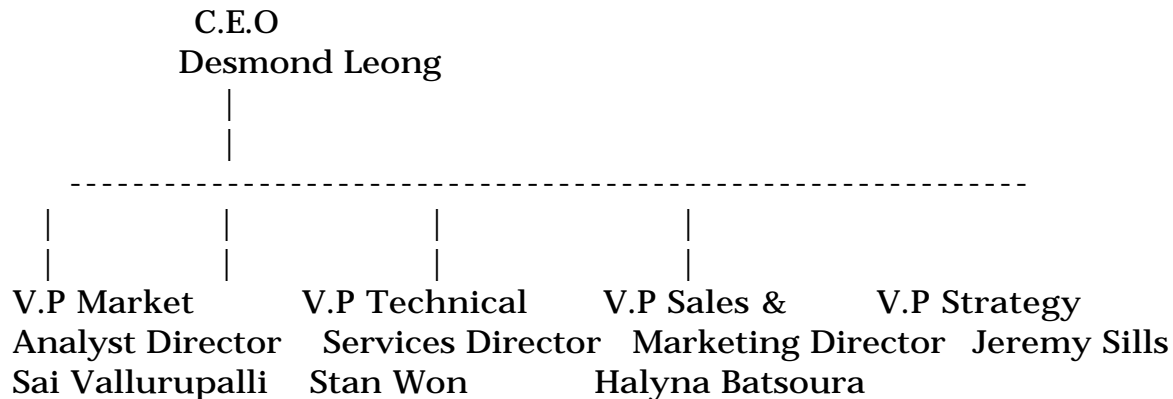 C.E.O
Desmond Leong
V.P Market V.P Technical V.P Sales & V.P Strategy
Analyst Director Services Director Marketing Director Jeremy Sills
Sai Vallurupalli Stan Won Halyna Batsoura